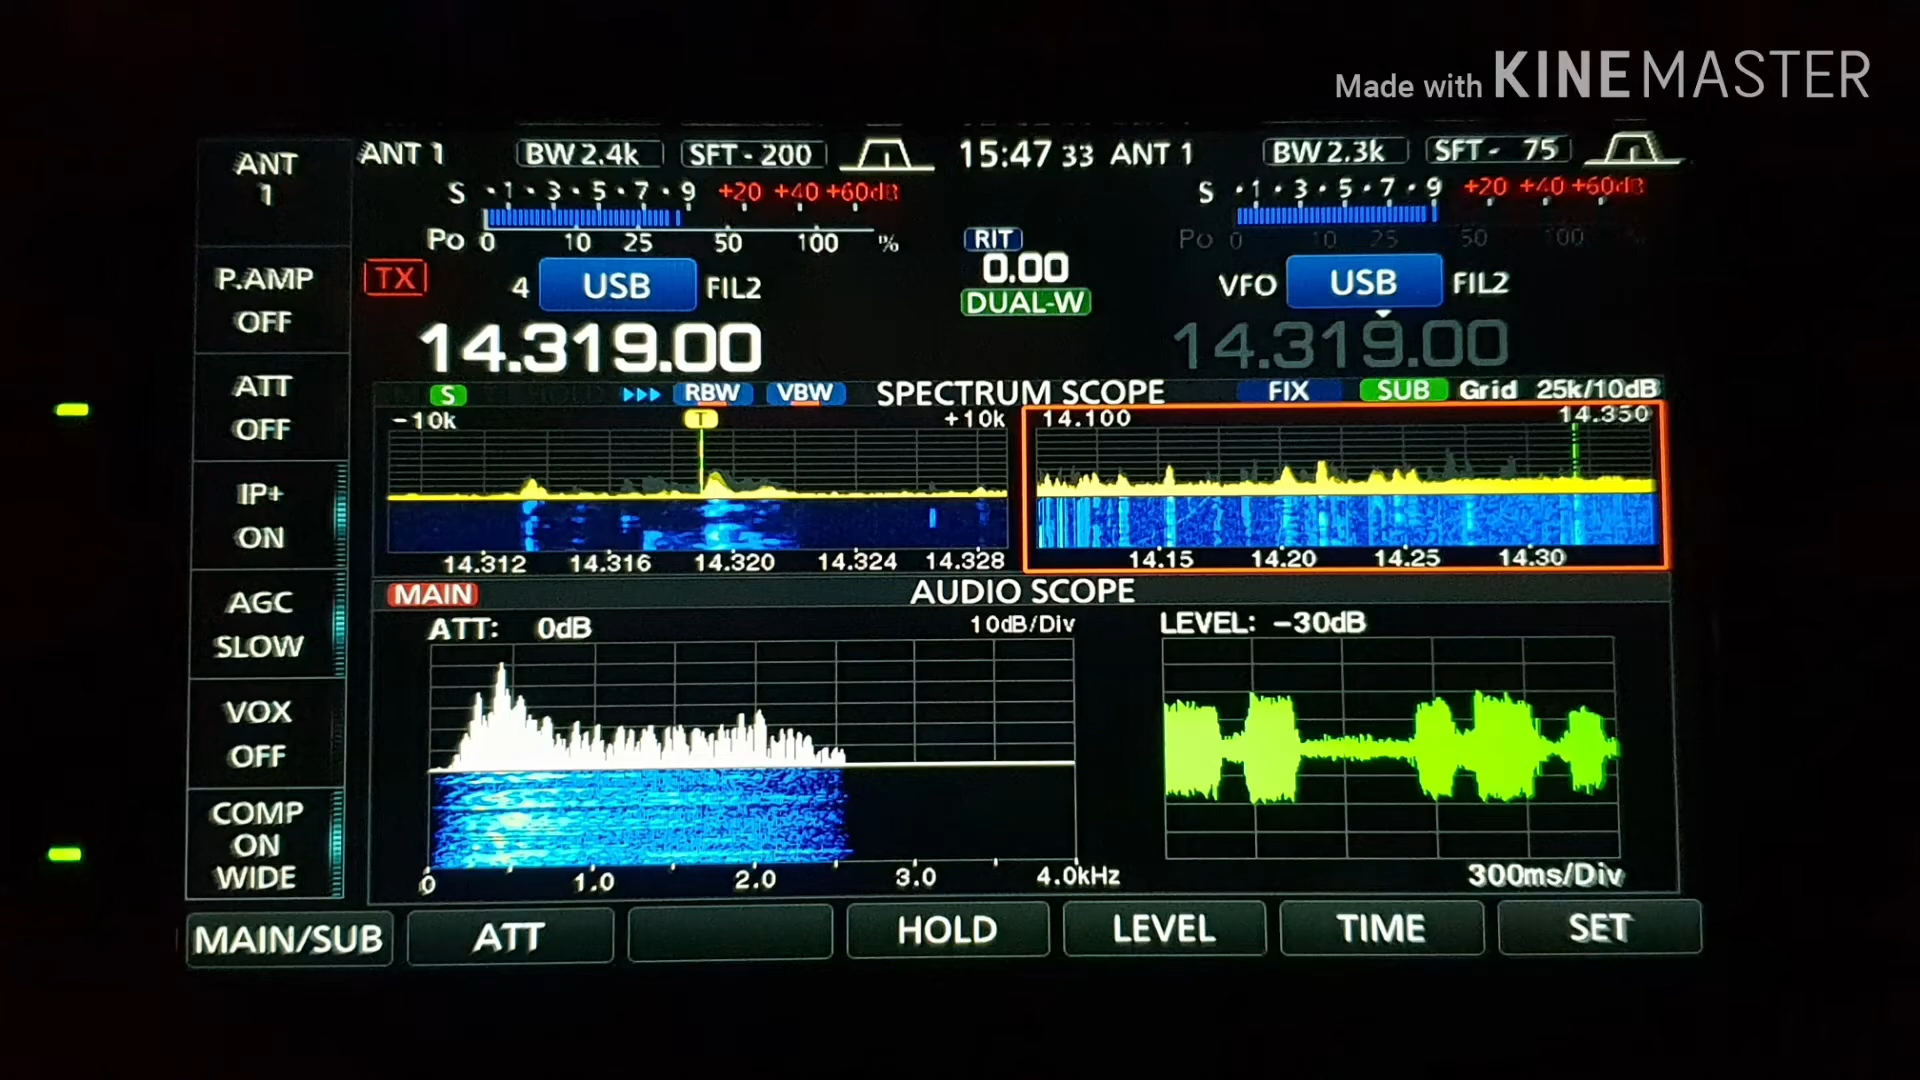 Made with KINEMASTER
ANT 1
P.AMP OFF
ATT OFF
IP+ ON
AGC SLOW
VOX OFF
COMP ON WIDE
ANT 1 BW 2.4k SFT - 200 15:47 33 ANT 1 BW 2.3k SFT - 75
S 1 3 5 7 9 +20 +40 +60dB
S 1 3 5 7 9 +20 +40 +60dB
Po 0 10 25 50 100 %
Po 0 10 25 50 100
RIT
0.00
DUAL-W
TX 4 USB FIL2
VFO USB FIL2
14.319.00
14.319.00
S RBW VBW SPECTRUM SCOPE FIX SUB Grid 25k/10dB
-10k T +10k
14.100 14.350
14.312 14.316 14.320 14.324 14.328
14.15 14.20 14.25 14.30
MAIN AUDIO SCOPE
ATT: 0dB 10dB/Div
LEVEL: -30dB
0 1.0 2.0 3.0 4.0kHz
300ms/Div
MAIN/SUB ATT HOLD LEVEL TIME SET